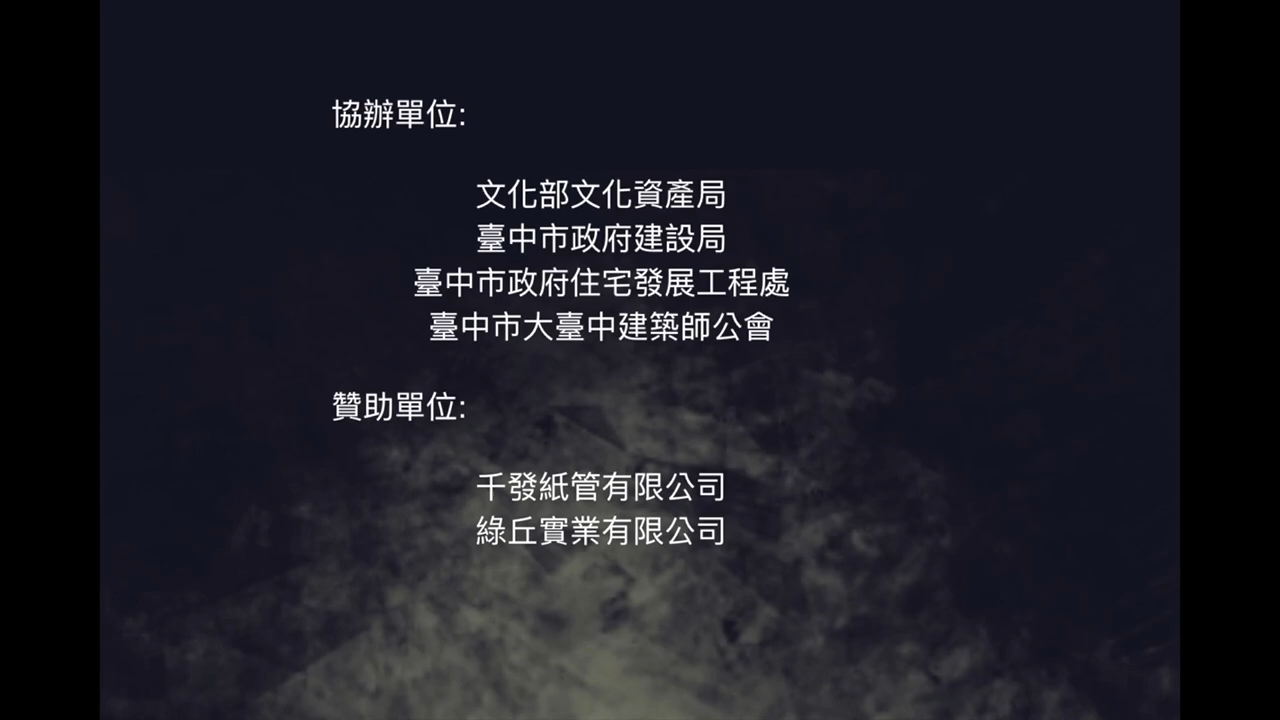 協辦單位:
文化部文化資產局
臺中市政府建設局
臺中市政府住宅發展工程處
臺中市大臺中建築師公會
贊助單位:
千發紙管有限公司
綠丘實業有限公司